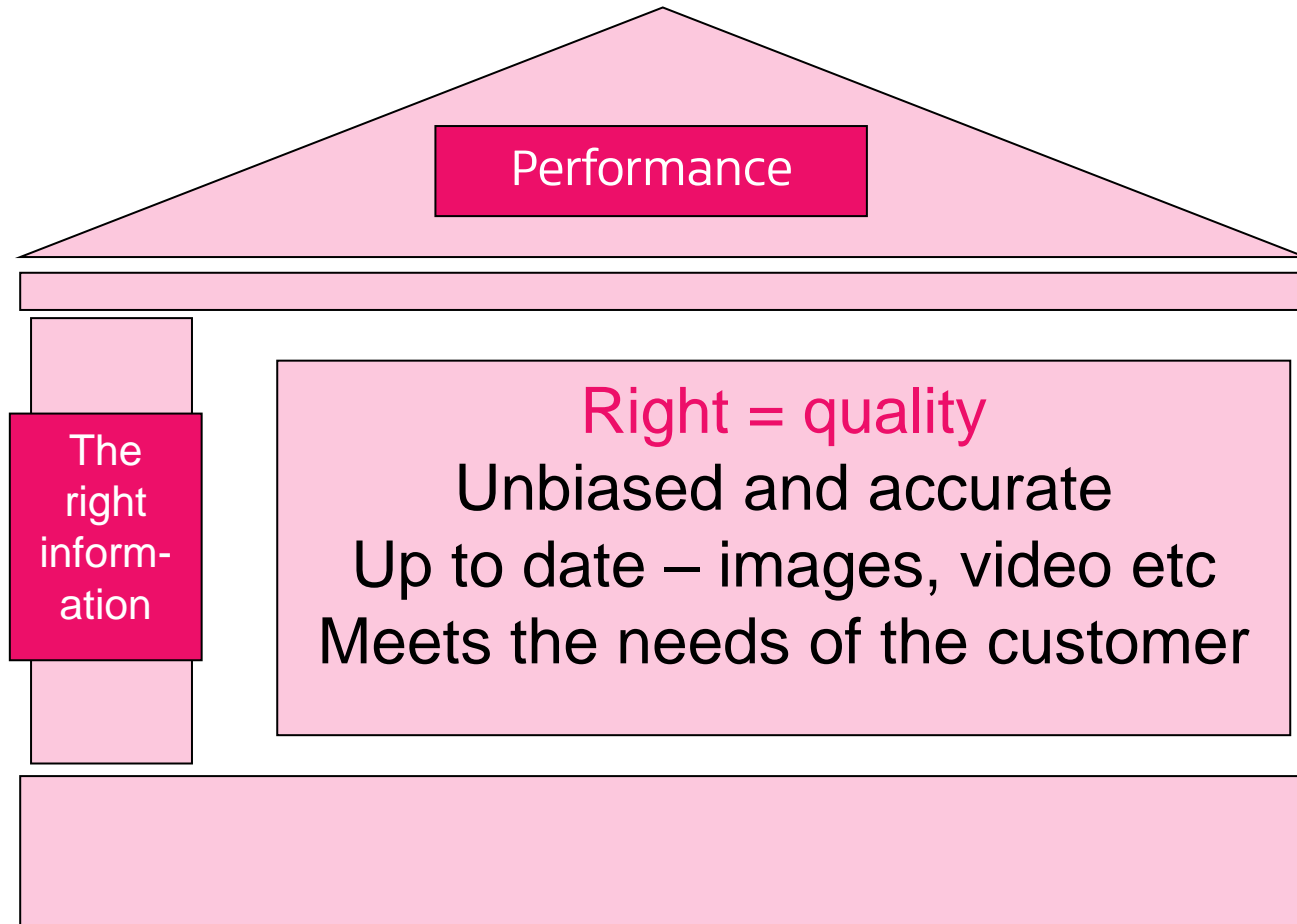 Performance
The
right
inform-
ation
Right = quality
Unbiased and accurate
Up to date – images, video etc
Meets the needs of the customer